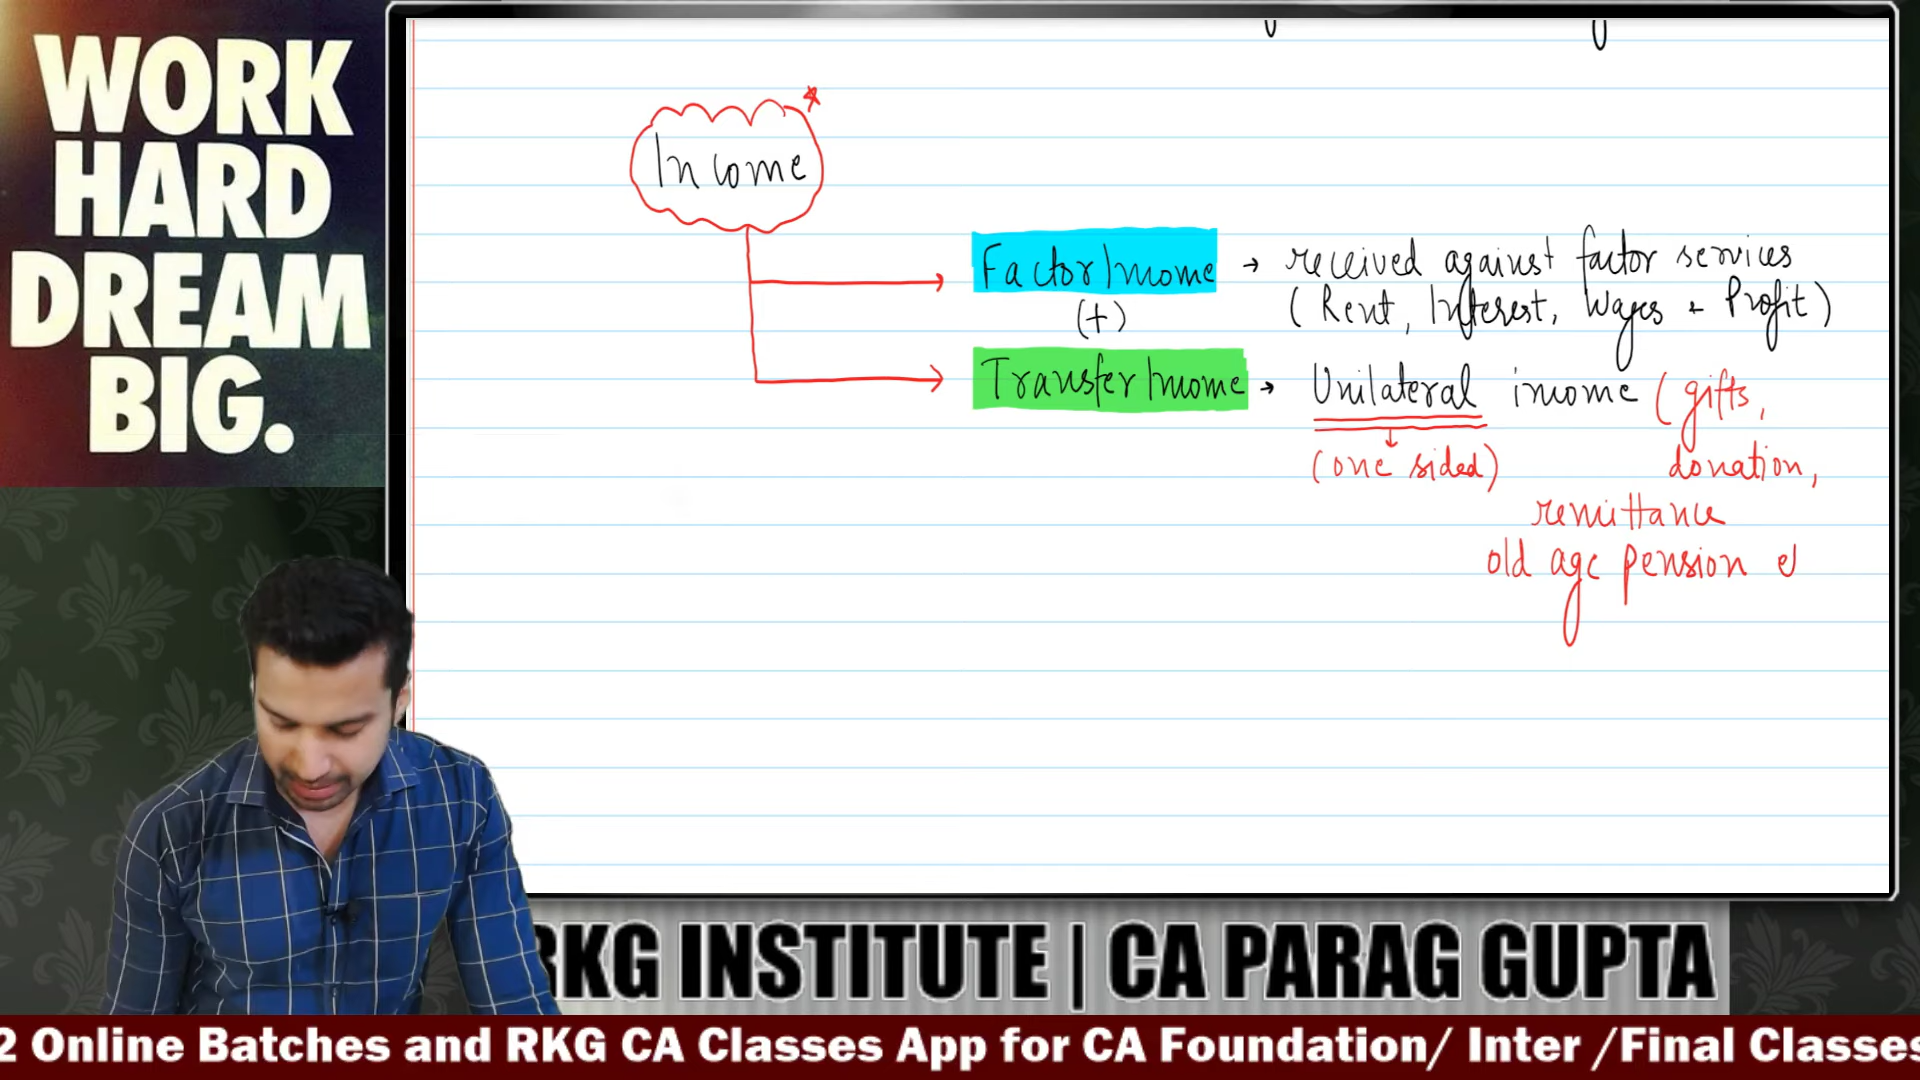 WORK
HARD
DREAM
BIG.
Income
Factor Income → received against factor services
(+) (Rent, Interest, Wages + Profit)
Transfer Income → Unilateral income (gifts,
(one sided) donation,
remittance
old age pension e
RKG INSTITUTE | CA PARAG GUPTA
2 Online Batches and RKG CA Classes App for CA Foundation/ Inter /Final Classes